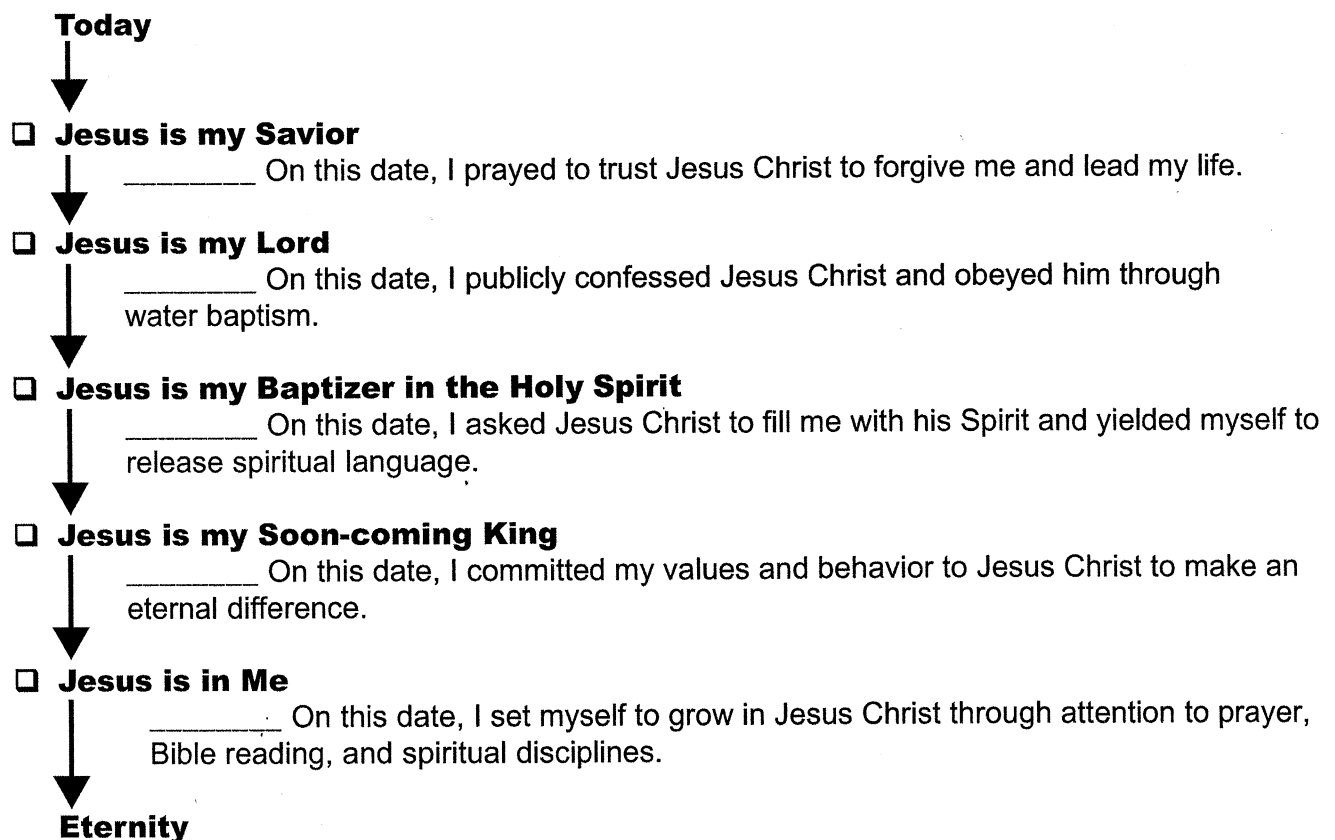 Today
❑ Jesus is my Savior
________ On this date, I prayed to trust Jesus Christ to forgive me and lead my life.
❑ Jesus is my Lord
________ On this date, I publicly confessed Jesus Christ and obeyed him through
water baptism.
❑ Jesus is my Baptizer in the Holy Spirit
________ On this date, I asked Jesus Christ to fill me with his Spirit and yielded myself to
release spiritual language.
❑ Jesus is my Soon-coming King
________ On this date, I committed my values and behavior to Jesus Christ to make an
eternal difference.
❑ Jesus is in Me
________ On this date, I set myself to grow in Jesus Christ through attention to prayer,
Bible reading, and spiritual disciplines.
Eternity